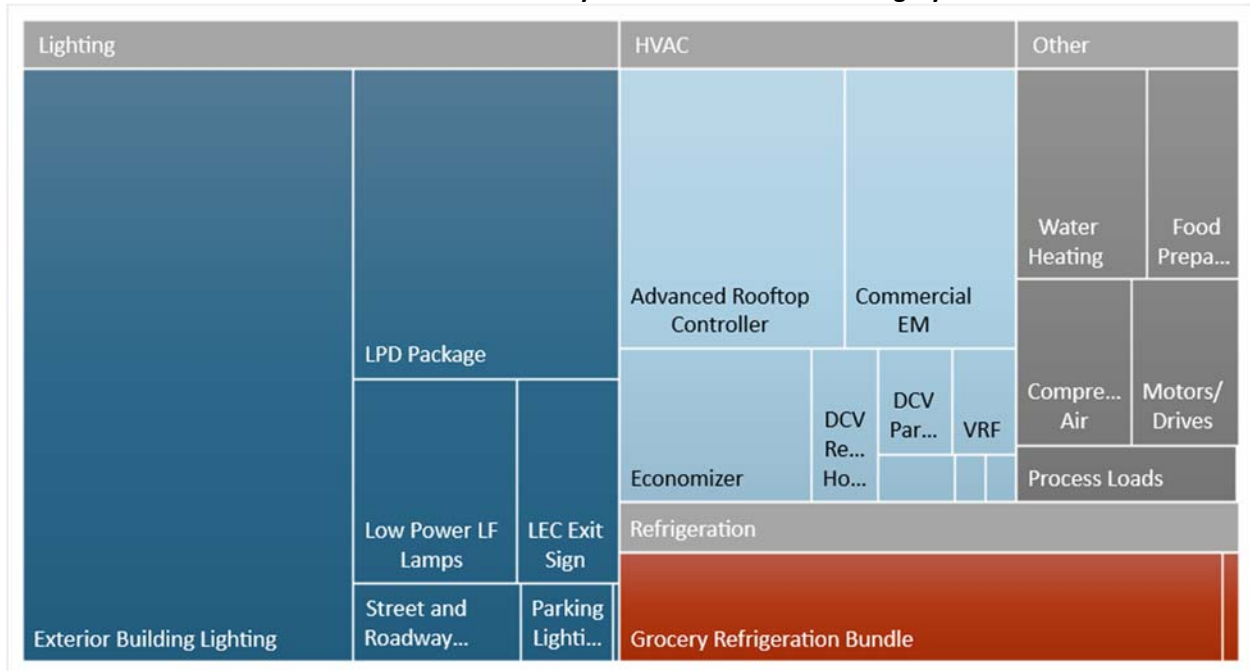 Lighting
HVAC
Other
Exterior Building Lighting
LPD Package
Low Power LF
Lamps
LEC Exit
Sign
Street and
Roadway...
Parking
Lighti...
Advanced Rooftop
Controller
Commercial
EM
Economizer
DCV
Re...
Ho...
DCV
Par...
VRF
Water
Heating
Food
Prepa...
Compre...
Air
Motors/
Drives
Process Loads
Refrigeration
Grocery Refrigeration Bundle